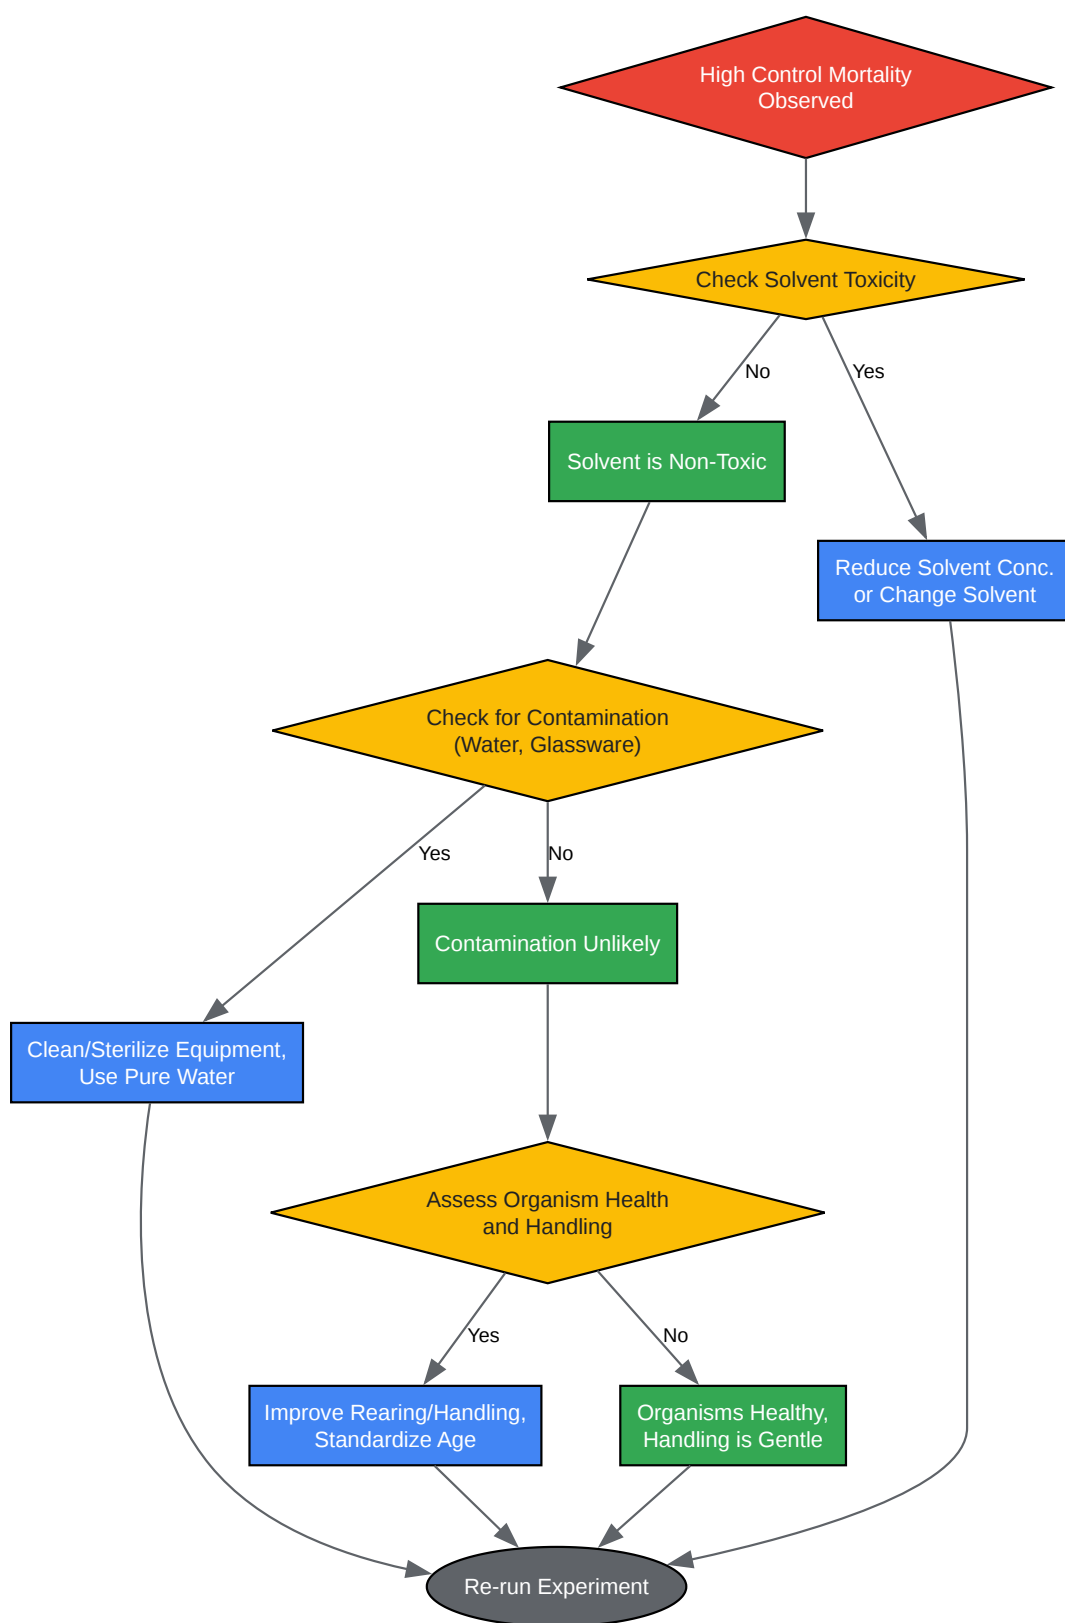 High Control Mortality
Observed
Check Solvent Toxicity
No
Yes
Solvent is Non-Toxic
Reduce Solvent Conc.
or Change Solvent
Check for Contamination
(Water, Glassware)
Yes
No
Contamination Unlikely
Clean/Sterilize Equipment,
Use Pure Water
Assess Organism Health
and Handling
Yes
No
Improve Rearing/Handling,
Standardize Age
Organisms Healthy,
Handling is Gentle
Re-run Experiment